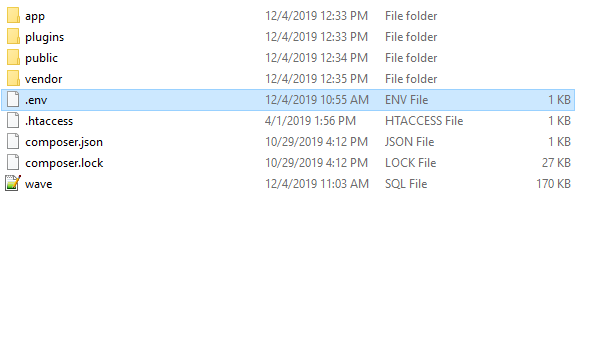 app 12/4/2019 12:33 PM File folder
plugins 12/4/2019 12:33 PM File folder
public 12/4/2019 12:34 PM File folder
vendor 12/4/2019 12:35 PM File folder
.env 12/4/2019 10:55 AM ENV File 1 KB
.htaccess 4/1/2019 1:56 PM HTACCESS File 1 KB
composer.json 10/29/2019 4:12 PM JSON File 1 KB
composer.lock 10/29/2019 4:12 PM LOCK File 27 KB
wave 12/4/2019 11:03 AM SQL File 170 KB